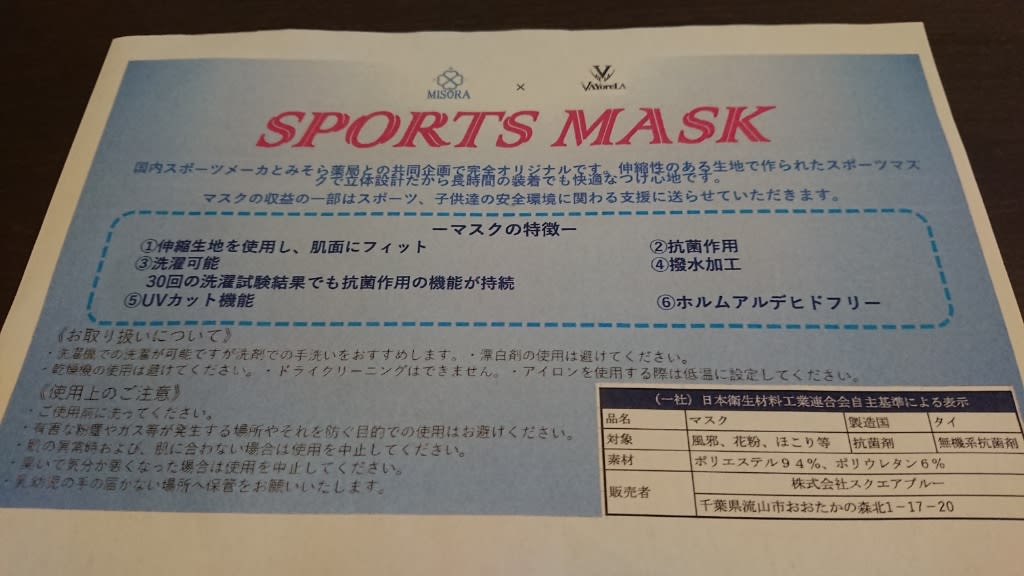 MISORA × VAYoreLA
SPORTS MASK
国内スポーツメーカとみそら薬局との共同企画で完全オリジナルです。伸縮性のある生地で作られたスポーツマス
クで立体設計だから長時間の装着でも快適なつけ心地です。
マスクの収益の一部はスポーツ、子供達の安全環境に関わる支援に送らせていただきます。
ーマスクの特徴ー
①伸縮生地を使用し、肌面にフィット ②抗菌作用
③洗濯可能 ④撥水加工
30回の洗濯試験結果でも抗菌作用の機能が持続
⑤UVカット機能 ⑥ホルムアルデヒドフリー
《お取り扱いについて》
・洗濯機での洗濯が可能ですが洗剤での手洗いをおすすめします。・漂白剤の使用は避けてください。
・乾燥機の使用は避けてください。・ドライクリーニングはできません。・アイロンを使用する際は低温に設定してください。
《使用上のご注意》
・ご使用前に洗ってください。
・有害な粉塵やガス等が発生する場所やそれを防ぐ目的での使用はお避けください。
・肌の異常時および、肌に合わない場合は使用を中止してください。
・臭いで気分が悪くなった場合は使用を中止してください。
・乳幼児の手の届かない場所へ保管をお願いいたします。
（一社）日本衛生材料工業連合会自主基準による表示
品名 マスク 製造国 タイ
対象 風邪、花粉、ほこり等 抗菌剤 無機系抗菌剤
素材 ポリエステル９４％、ポリウレタン６％
販売者 株式会社スクエアブルー
千葉県流山市おおたかの森北1－17－20